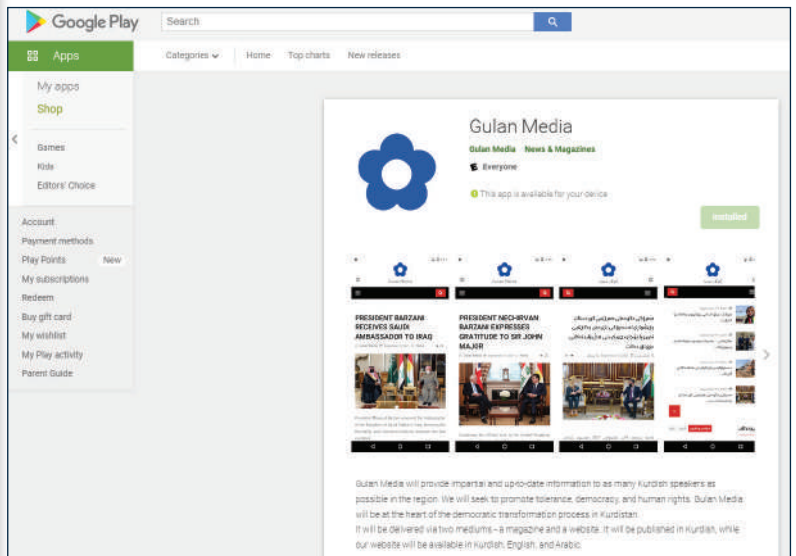 Google Play
Search
Apps
Categories
Home
Top charts
New releases
My apps
Shop
Games
Kids
Editors' Choice
Account
Payment methods
Play Points New
My subscriptions
Redeem
Buy gift card
My wishlist
My Play activity
Parent Guide
Gulan Media
Gulan Media News & Magazines
Everyone
This app is available for your device
Installed
PRESIDENT BARZANI
RECEIVES SAUDI
AMBASSADOR TO IRAQ
PRESIDENT NECHIRVAN
BARZANI EXPRESSES
GRATITUDE TO SIR JOHN
MAJOR
Gulan Media will provide impartial and up-to-date information to as many Kurdish speakers as
possible in the region. We will seek to promote tolerance, democracy, and human rights. Gulan Media
will be at the heart of the democratic transformation process in Kurdistan.
It will be delivered via two mediums – a magazine and a website. It will be published in Kurdish, while
our website will be available in Kurdish, English, and Arabic.